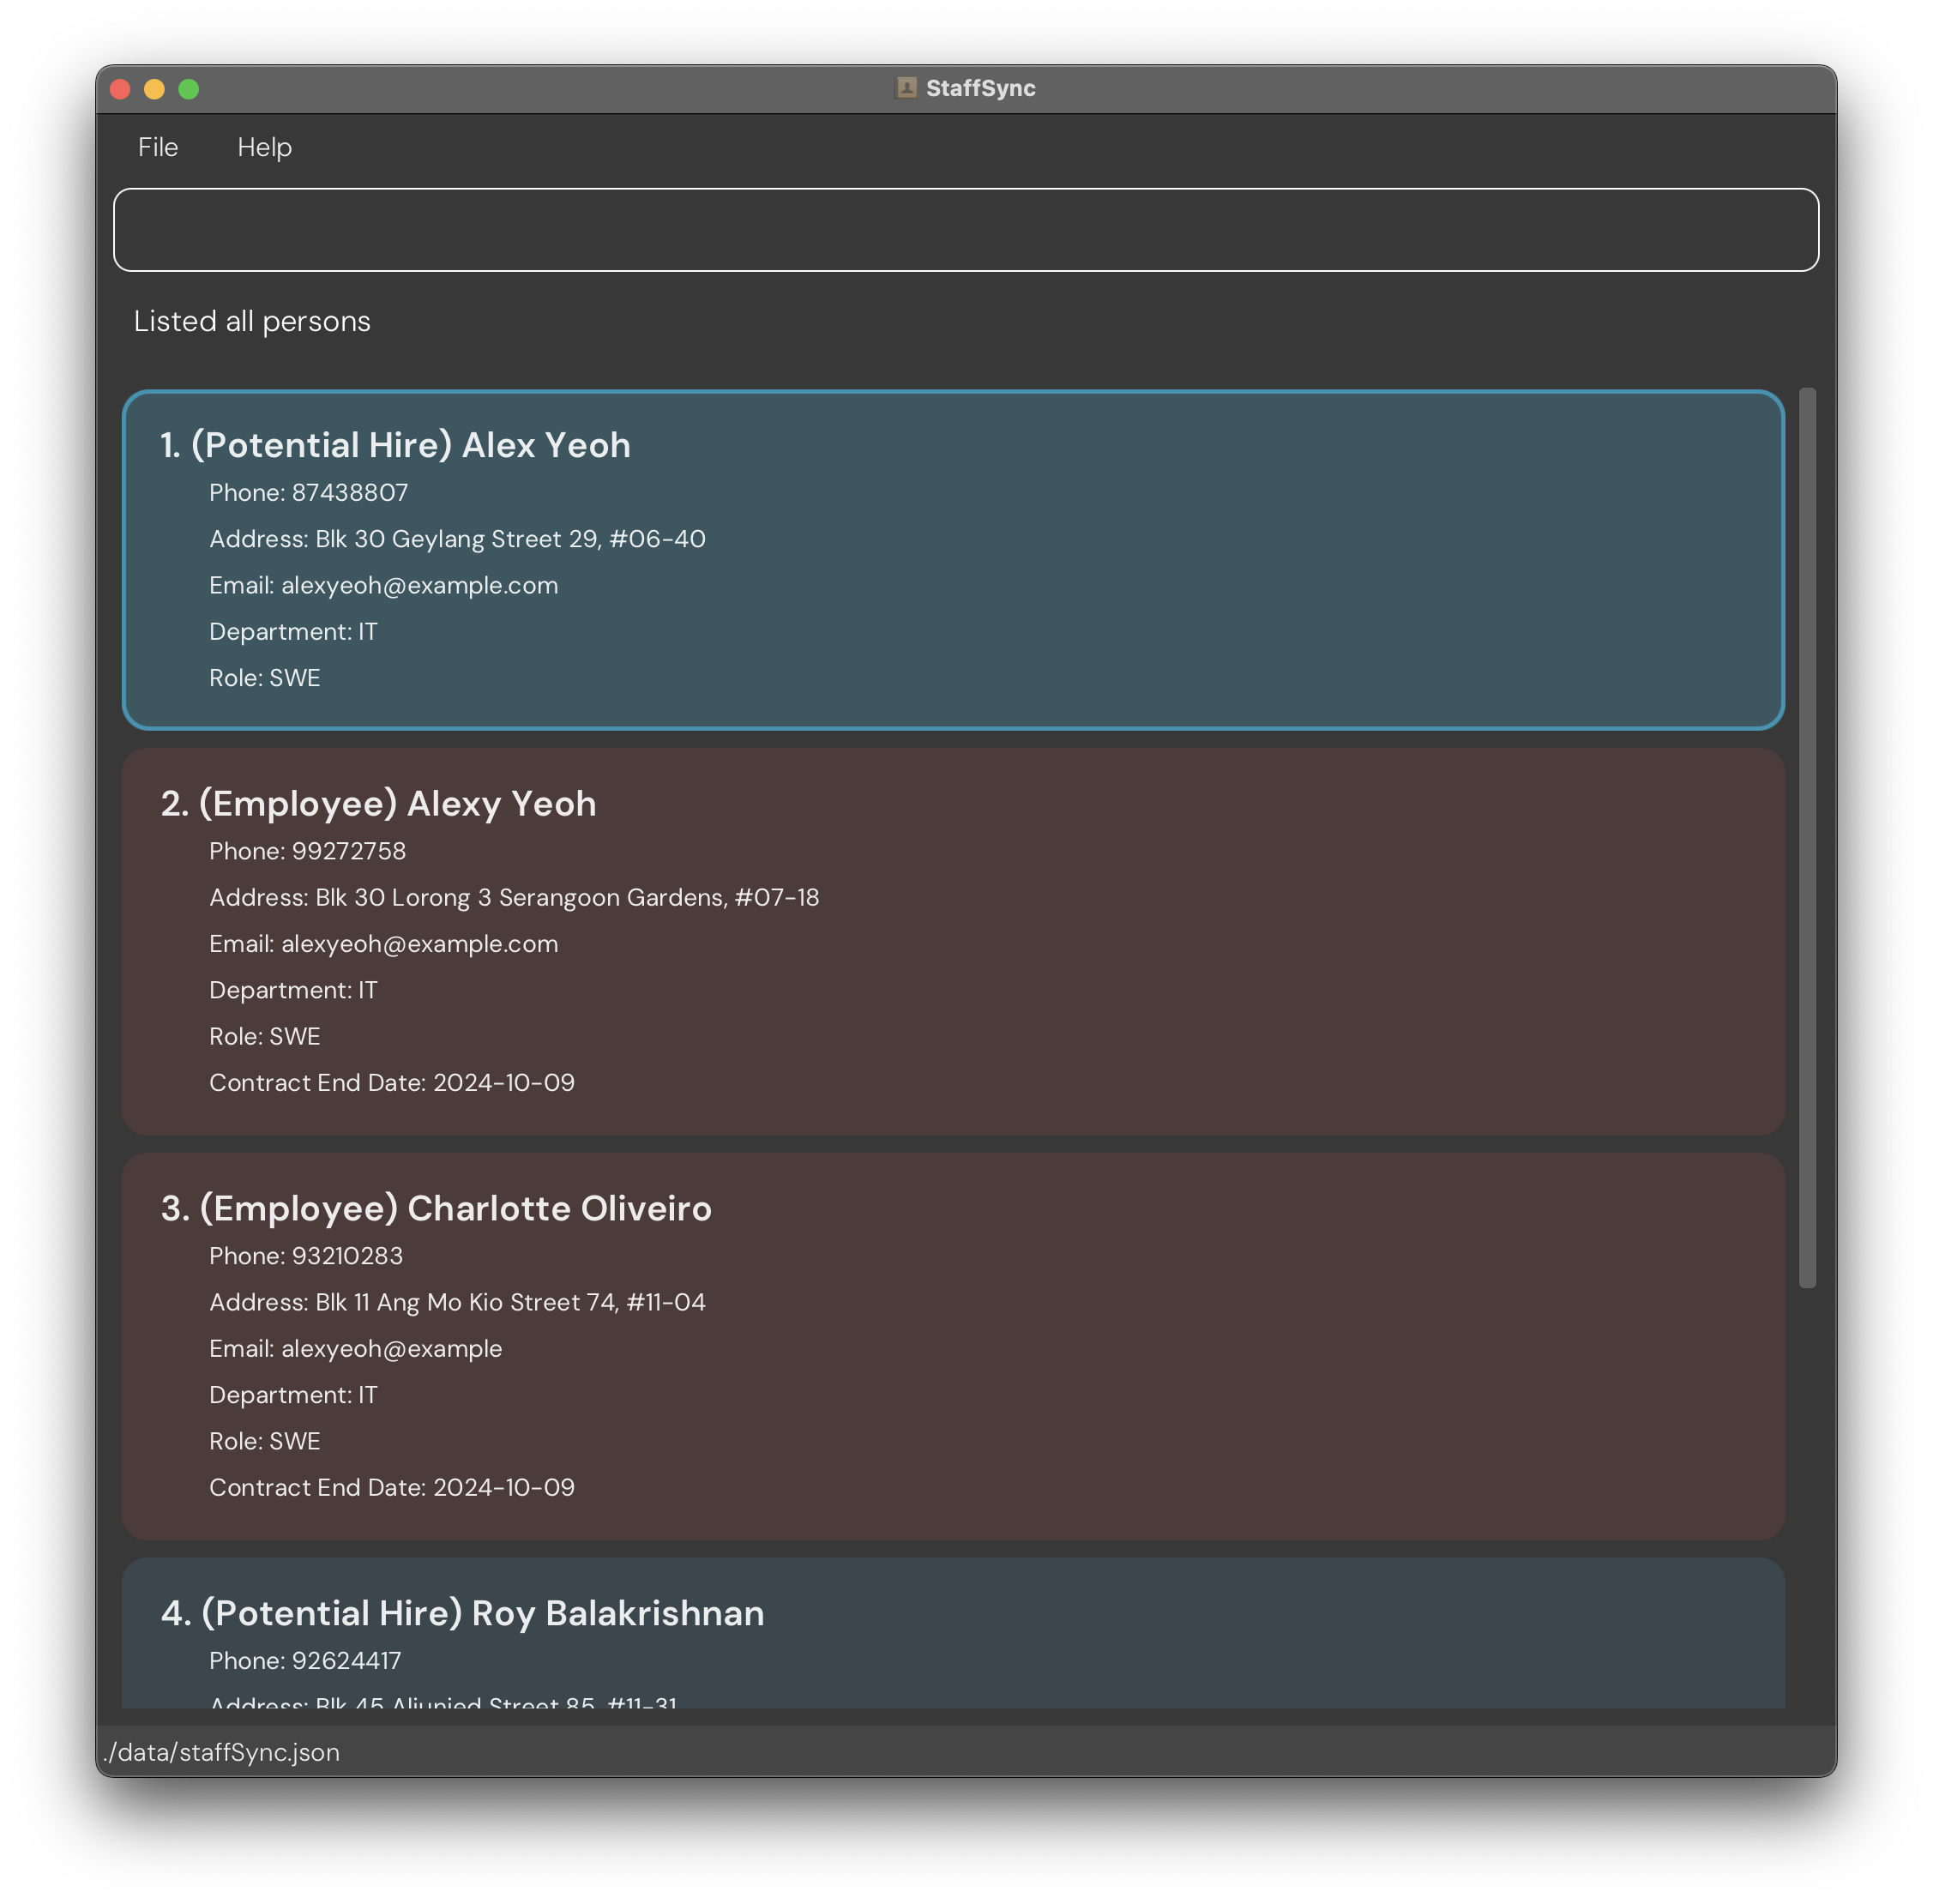 StaffSync
File Help
Listed all persons
1. (Potential Hire) Alex Yeoh
Phone: 87438807
Address: Blk 30 Geylang Street 29, #06-40
Email: alexyeoh@example.com
Department: IT
Role: SWE
2. (Employee) Alexy Yeoh
Phone: 99272758
Address: Blk 30 Lorong 3 Serangoon Gardens, #07-18
Email: alexyeoh@example.com
Department: IT
Role: SWE
Contract End Date: 2024-10-09
3. (Employee) Charlotte Oliveiro
Phone: 93210283
Address: Blk 11 Ang Mo Kio Street 74, #11-04
Email: alexyeoh@example
Department: IT
Role: SWE
Contract End Date: 2024-10-09
4. (Potential Hire) Roy Balakrishnan
Phone: 92624417
Address: Blk 45 Aljunied Street 85, #11-31
./data/staffSync.json